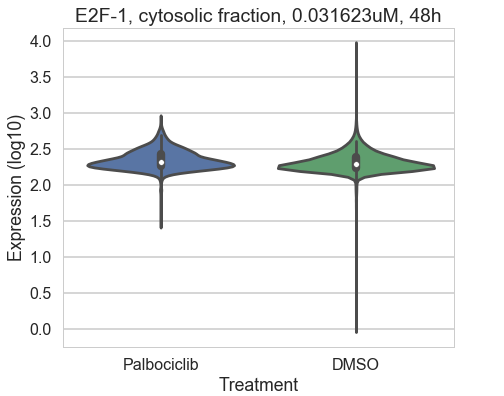 E2F-1, cytosolic fraction, 0.031623uM, 48h
4.0
3.5
3.0
2.5
2.0
1.5
1.0
0.5
0.0
Expression (log10)
Palbociclib DMSO
Treatment